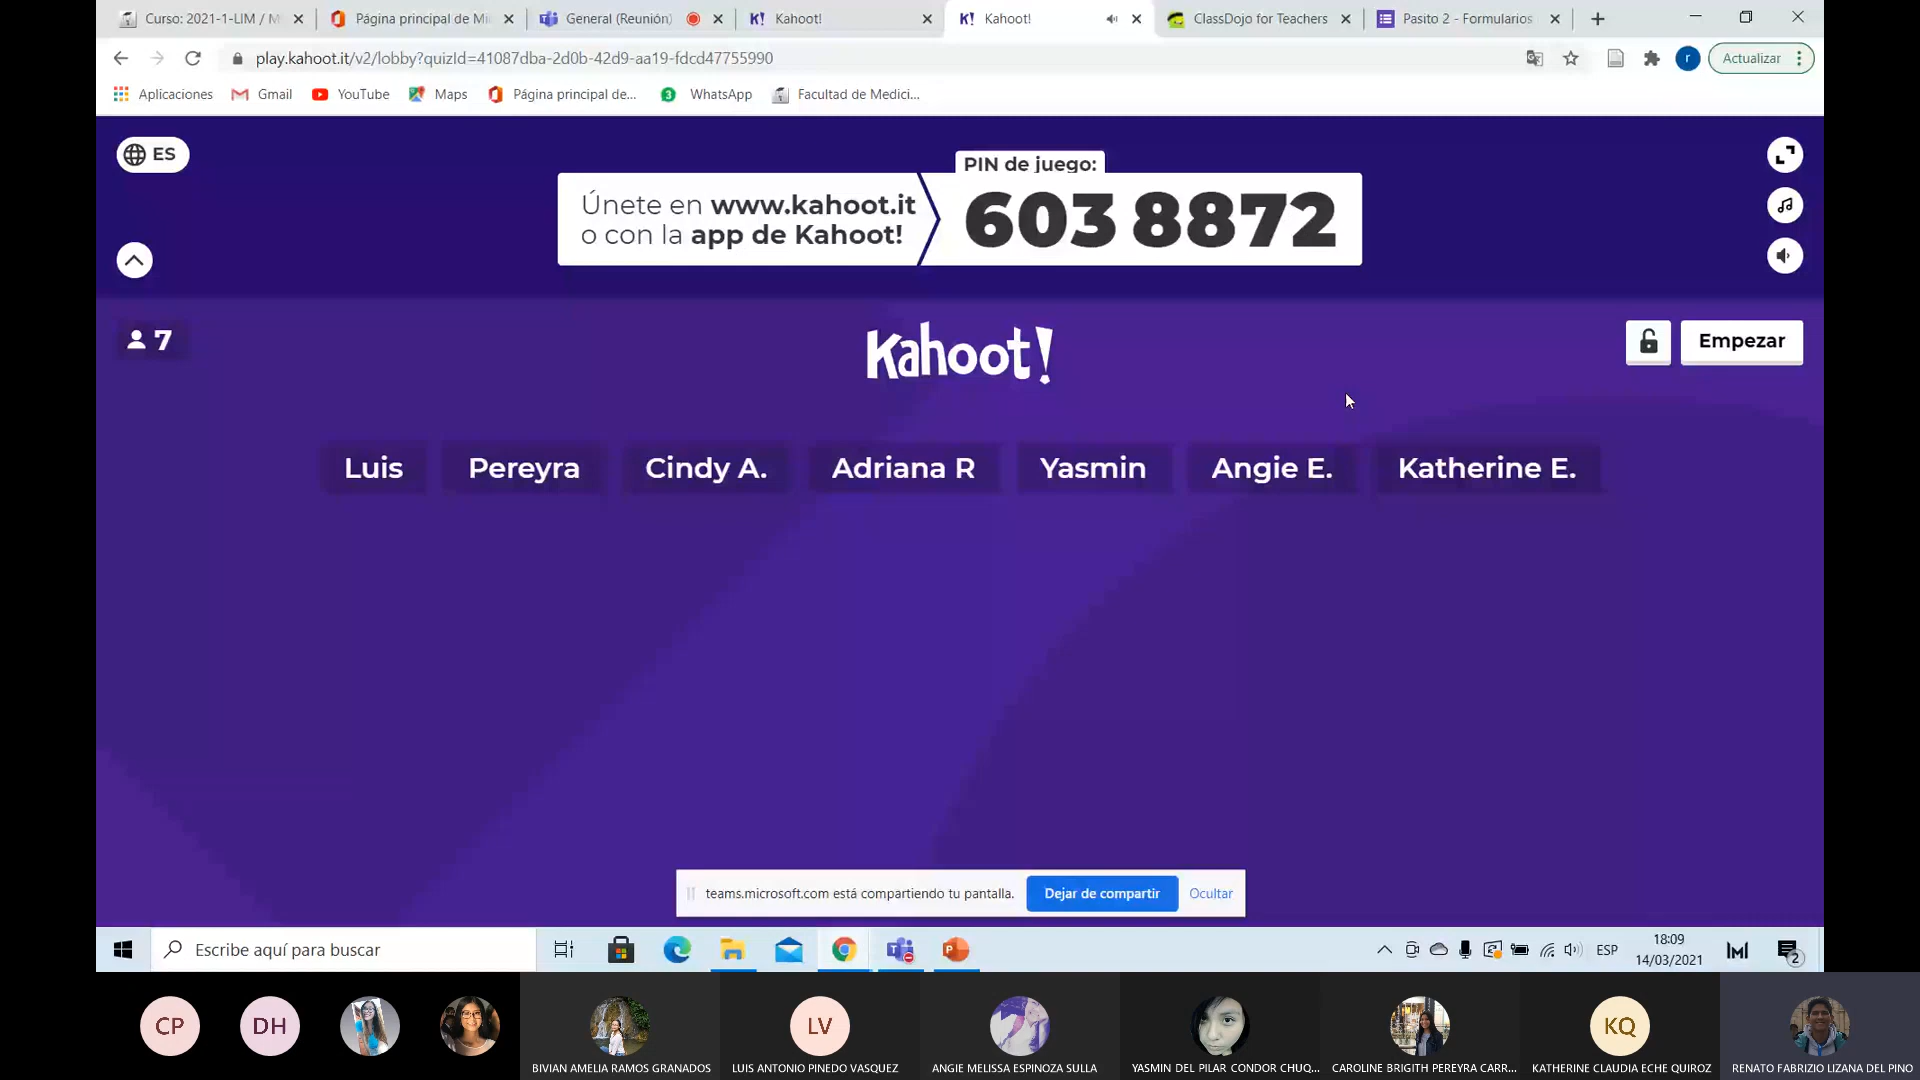 Curso: 2021-1-LIM / M
Página principal de Mi
General (Reunión)
Kahoot!
Kahoot!
ClassDojo for Teachers
Pasito 2 - Formularios
play.kahoot.it/v2/lobby?quizId=41087dba-2d0b-42d9-aa19-fdcd47755990
Actualizar
Aplicaciones
Gmail
YouTube
Maps
Página principal de...
WhatsApp
Facultad de Medici...
ES
PIN de juego:
Únete en www.kahoot.it
o con la app de Kahoot!
603 8872
7
Kahoot!
Empezar
Luis
Pereyra
Cindy A.
Adriana R
Yasmin
Angie E.
Katherine E.
teams.microsoft.com está compartiendo tu pantalla.
Dejar de compartir
Ocultar
Escribe aquí para buscar
ESP
18:09
14/03/2021
2
CP
DH
LV
KQ
BIVIAN AMELIA RAMOS GRANADOS
LUIS ANTONIO PINEDO VASQUEZ
ANGIE MELISSA ESPINOZA SULLA
YASMIN DEL PILAR CONDOR CHUQ...
CAROLINE BRIGITH PEREYRA CARR...
KATHERINE CLAUDIA ECHE QUIROZ
RENATO FABRIZIO LIZANA DEL PINO